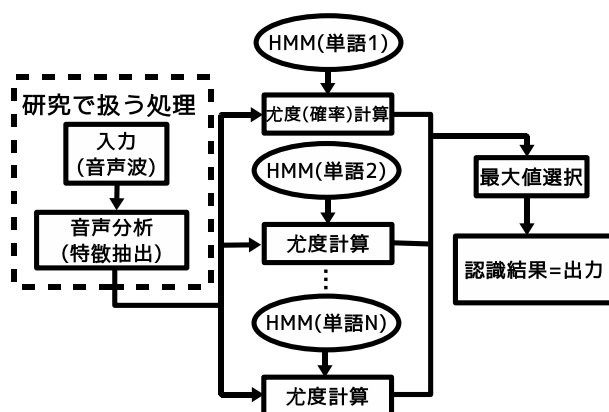 研究で扱う処理
入力
(音声波)
音声分析
(特徴抽出)
HMM(単語1)
尤度(確率)計算
HMM(単語2)
尤度計算
⋮
HMM(単語N)
尤度計算
最大値選択
認識結果=出力